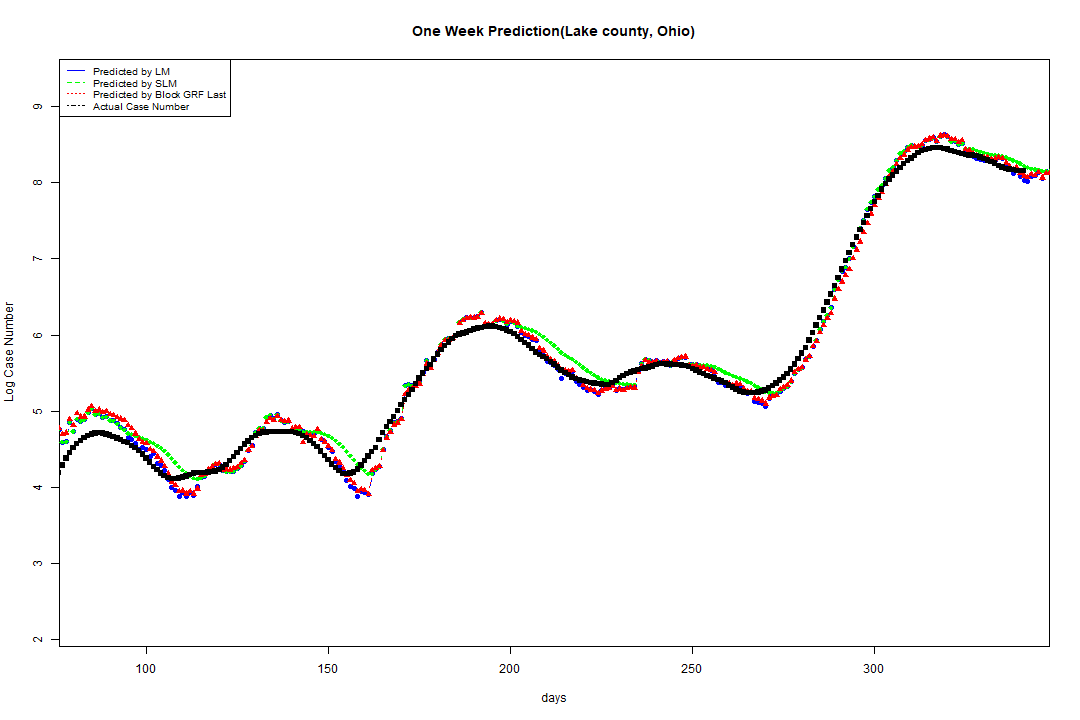 One Week Prediction(Lake county, Ohio)
Predicted by LM
Predicted by SLM
Predicted by Block GRF Last
Actual Case Number
9
8
7
6
5
4
3
2
Log Case Number
100 150 200 250 300
days